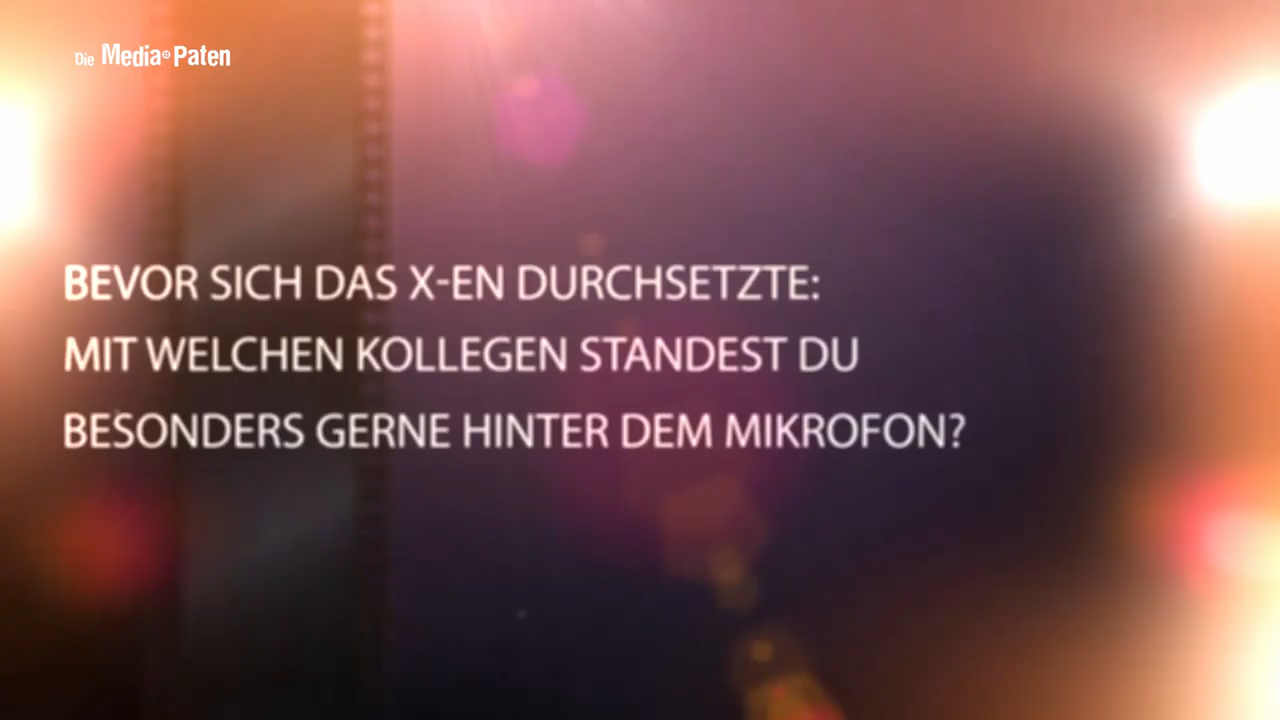 Die Media Paten
BEVOR SICH DAS X-EN DURCHSETZTE:
MIT WELCHEN KOLLEGEN STANDEST DU
BESONDERS GERNE HINTER DEM MIKROFON?